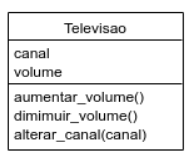 Televisao
canal
volume
aumentar_volume()
dimimuir_volume()
alterar_canal(canal)